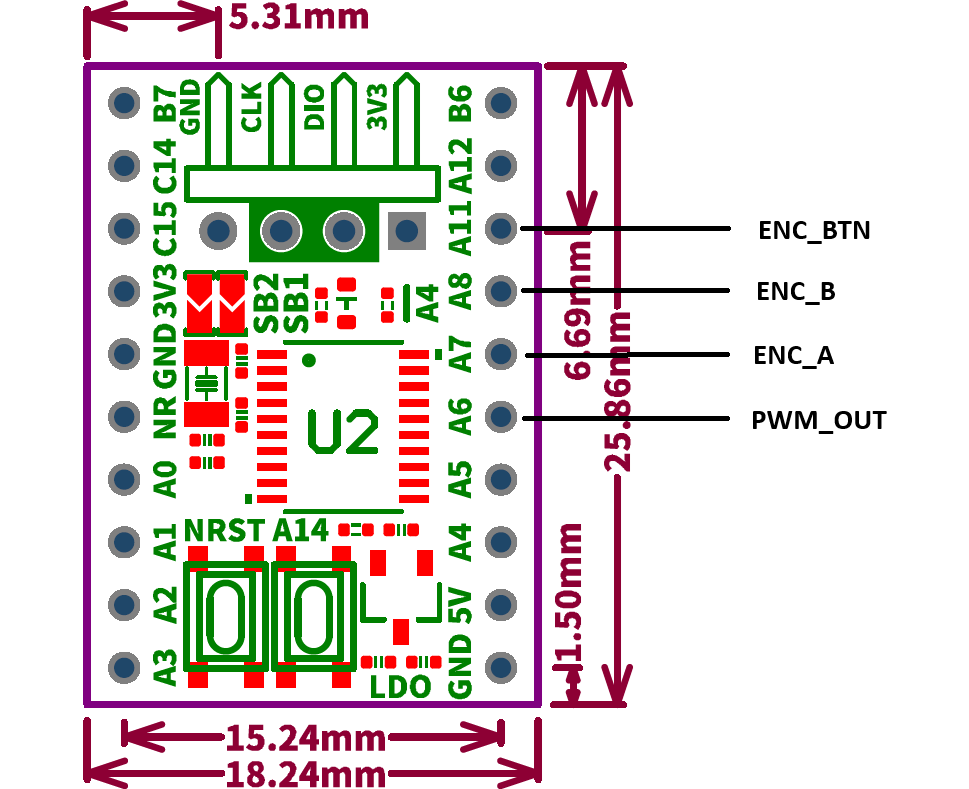 5.31mm
B7
GND
CLK
DIO
3V3
B6
C14
A12
C15
A11
ENC_BTN
3V3
SB2
SB1
A4
A8
ENC_B
6.69mm
GND
A7
ENC_A
25.86mm
NR
U2
A6
PWM_OUT
A0
A5
A1
NRST A14
A4
1.50mm
A2
5V
A3
LDO
GND
15.24mm
18.24mm